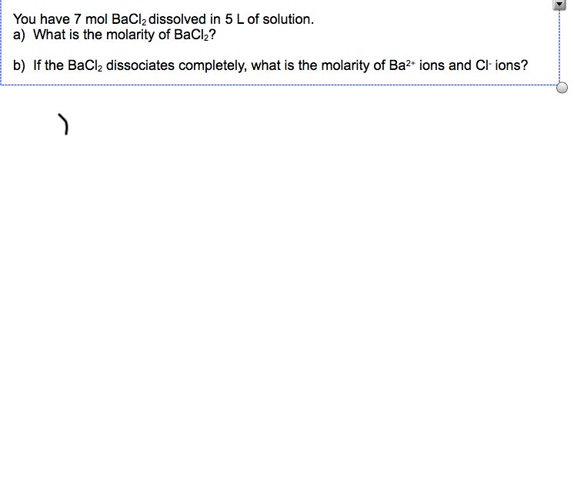 You have 7 mol BaCl₂ dissolved in 5 L of solution.
a) What is the molarity of BaCl₂?
b) If the BaCl₂ dissociates completely, what is the molarity of Ba²⁺ ions and Cl⁻ ions?
)